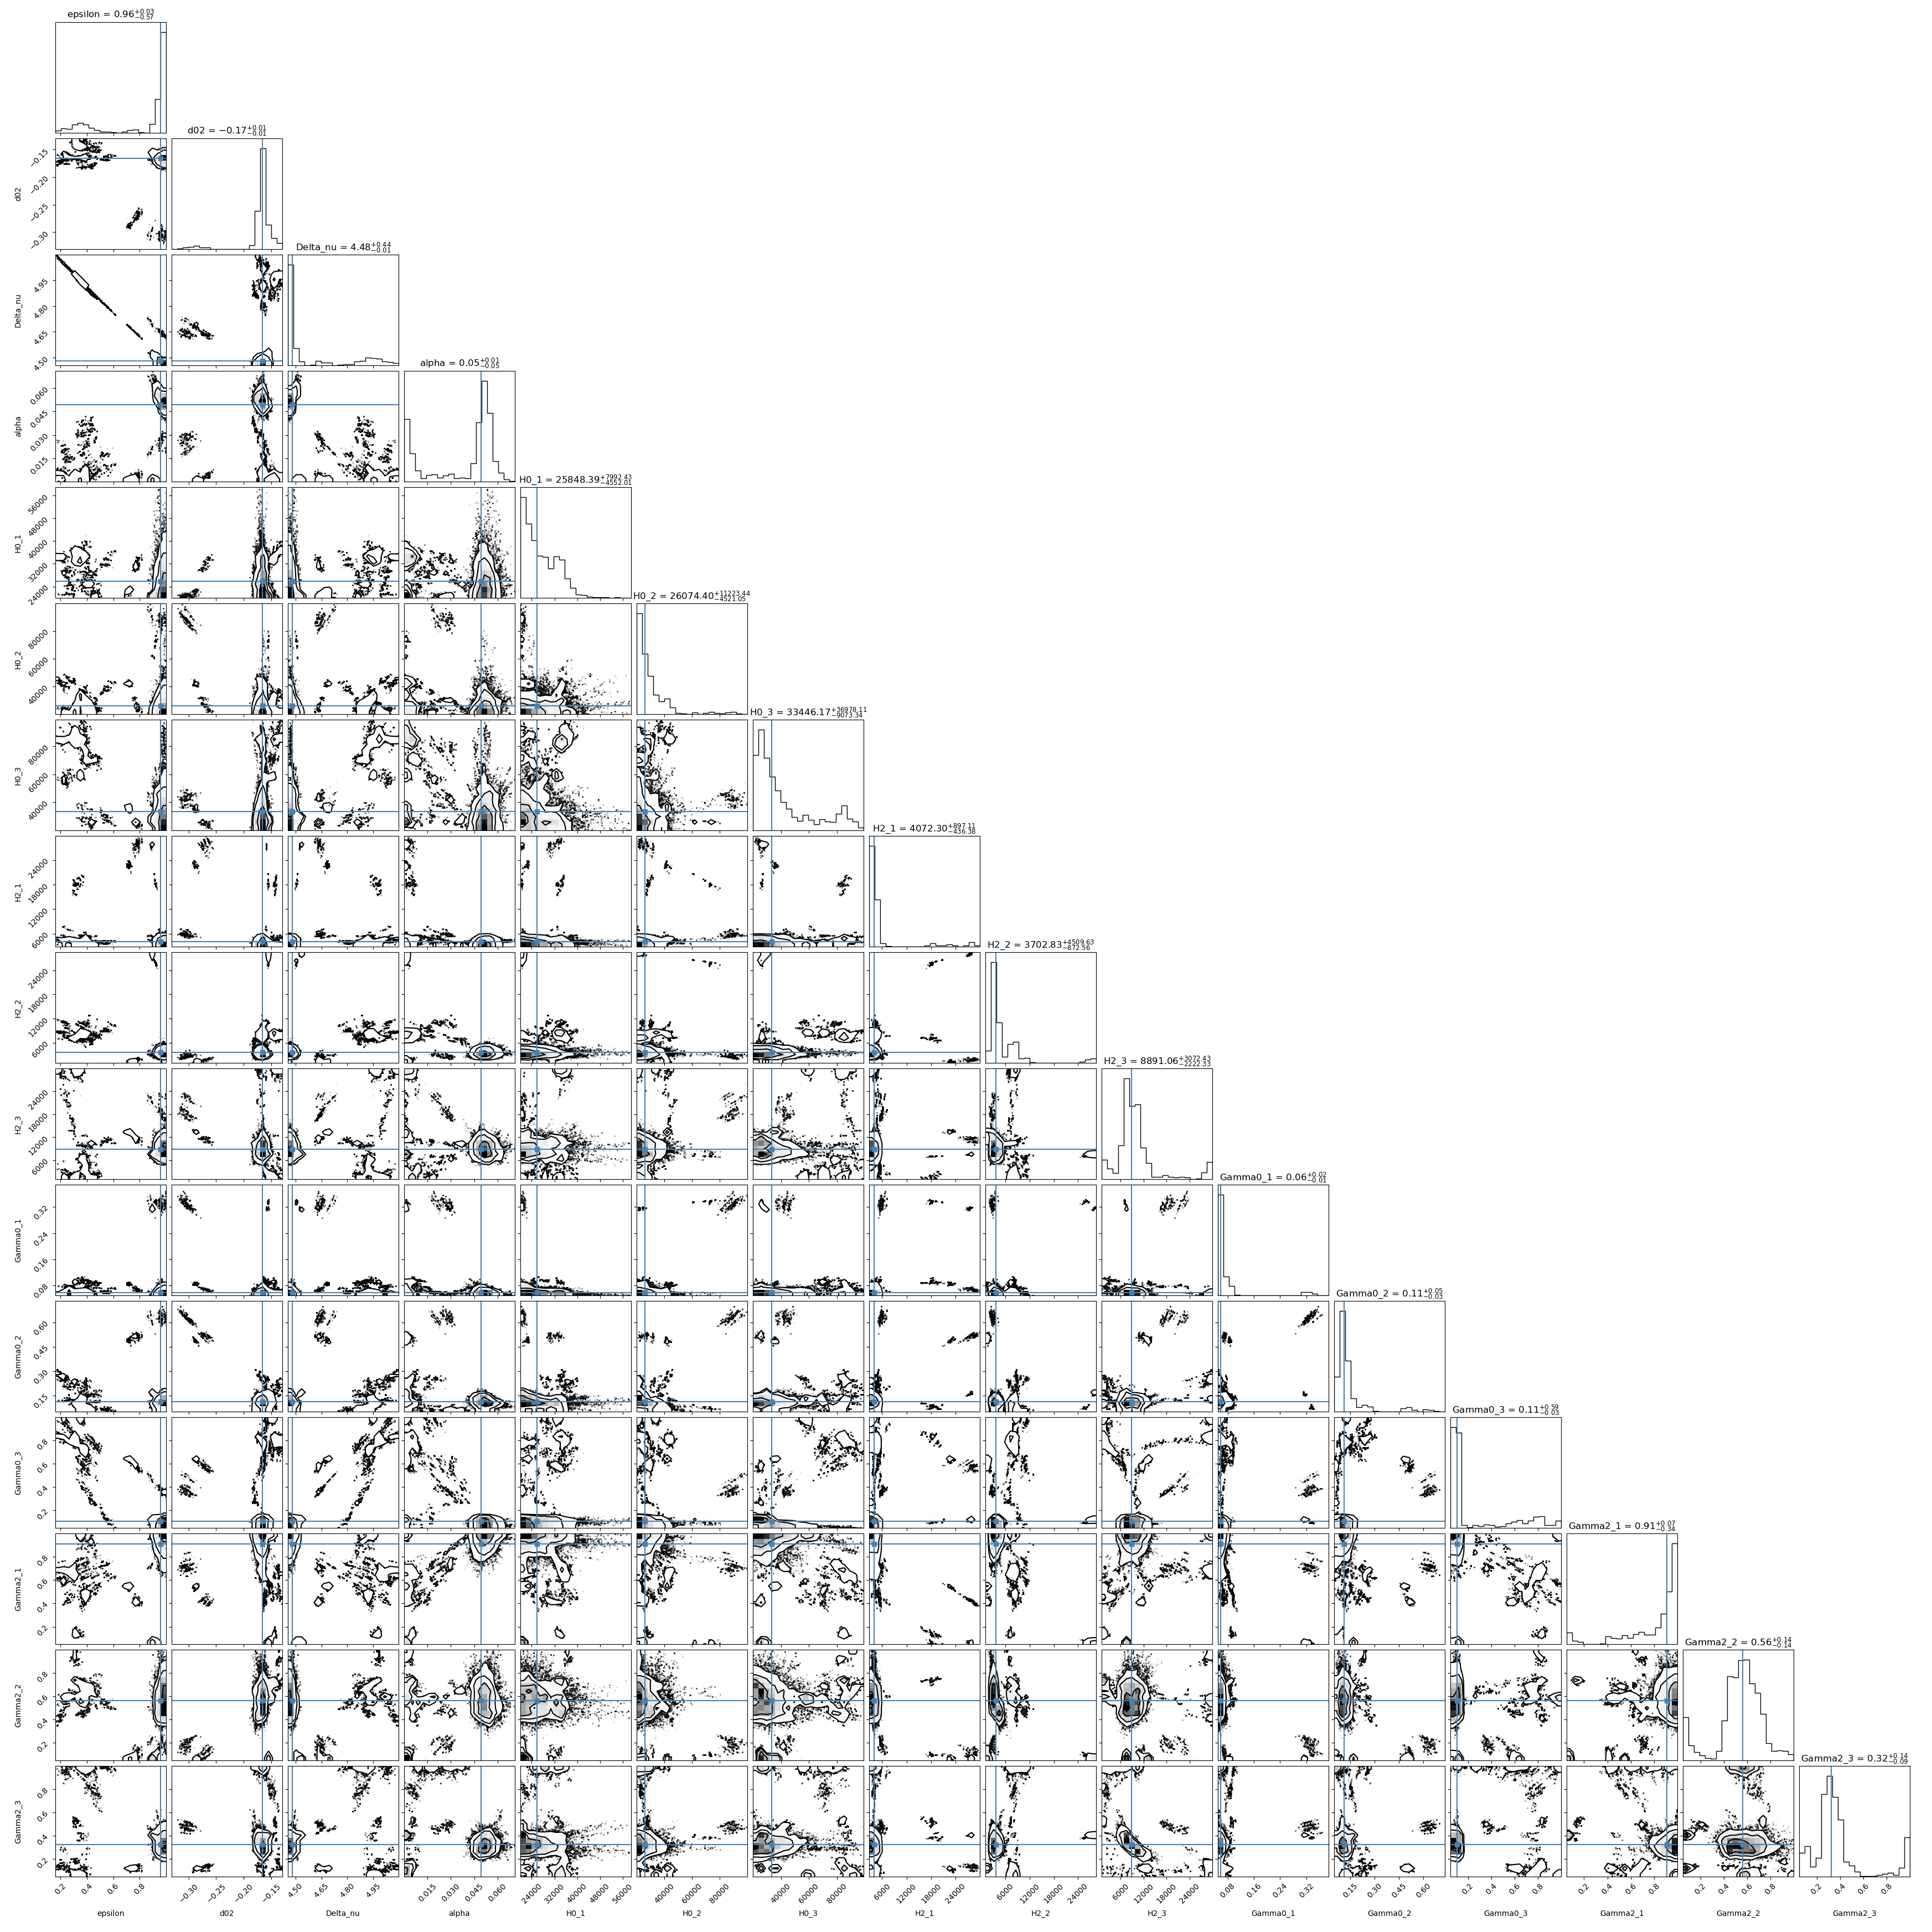 epsilon = 0.96+0.03−0.57
d02 = −0.17+0.01−0.01
−0.15
−0.20
−0.25
−0.30
d02
Delta_nu = 4.48+0.44−0.01
4.95
4.80
4.65
4.50
Delta_nu
alpha = 0.05+0.01−0.05
0.060
0.045
0.030
0.015
alpha
H0_1 = 25848.39+7992.43−4552.01
56000
48000
40000
32000
24000
H0_1
H0_2 = 26074.40+11223.44−4521.05
80000
60000
40000
H0_2
H0_3 = 33446.17+36978.11−9073.34
80000
60000
40000
H0_3
H2_1 = 4072.30+897.11−456.38
24000
18000
12000
6000
H2_1
H2_2 = 3702.83+4509.63−872.56
24000
18000
12000
6000
H2_2
H2_3 = 8891.06+3072.43−2222.33
24000
18000
12000
6000
H2_3
Gamma0_1 = 0.06+0.02−0.01
0.32
0.24
0.16
0.08
Gamma0_1
Gamma0_2 = 0.11+0.05−0.03
0.60
0.45
0.30
0.15
Gamma0_2
Gamma0_3 = 0.11+0.59−0.03
0.8
0.6
0.4
0.2
Gamma0_3
Gamma2_1 = 0.91+0.07−0.34
0.8
0.6
0.4
0.2
Gamma2_1
Gamma2_2 = 0.56+0.14−0.14
0.8
0.6
0.4
0.2
Gamma2_2
Gamma2_3 = 0.32+0.14−0.09
0.8
0.6
0.4
0.2
Gamma2_3
0.2 0.4 0.6 0.8 −0.30 −0.25 −0.20 −0.15 4.50 4.65 4.80 4.95 0.015 0.030 0.045 0.060 24000 32000 40000 48000 56000 40000 60000 80000 40000 60000 80000 6000 12000 18000 24000 6000 12000 18000 24000 6000 12000 18000 24000 0.08 0.16 0.24 0.32 0.15 0.30 0.45 0.60 0.2 0.4 0.6 0.8 0.2 0.4 0.6 0.8 0.2 0.4 0.6 0.8 0.2 0.4 0.6 0.8
epsilon d02 Delta_nu alpha H0_1 H0_2 H0_3 H2_1 H2_2 H2_3 Gamma0_1 Gamma0_2 Gamma0_3 Gamma2_1 Gamma2_2 Gamma2_3